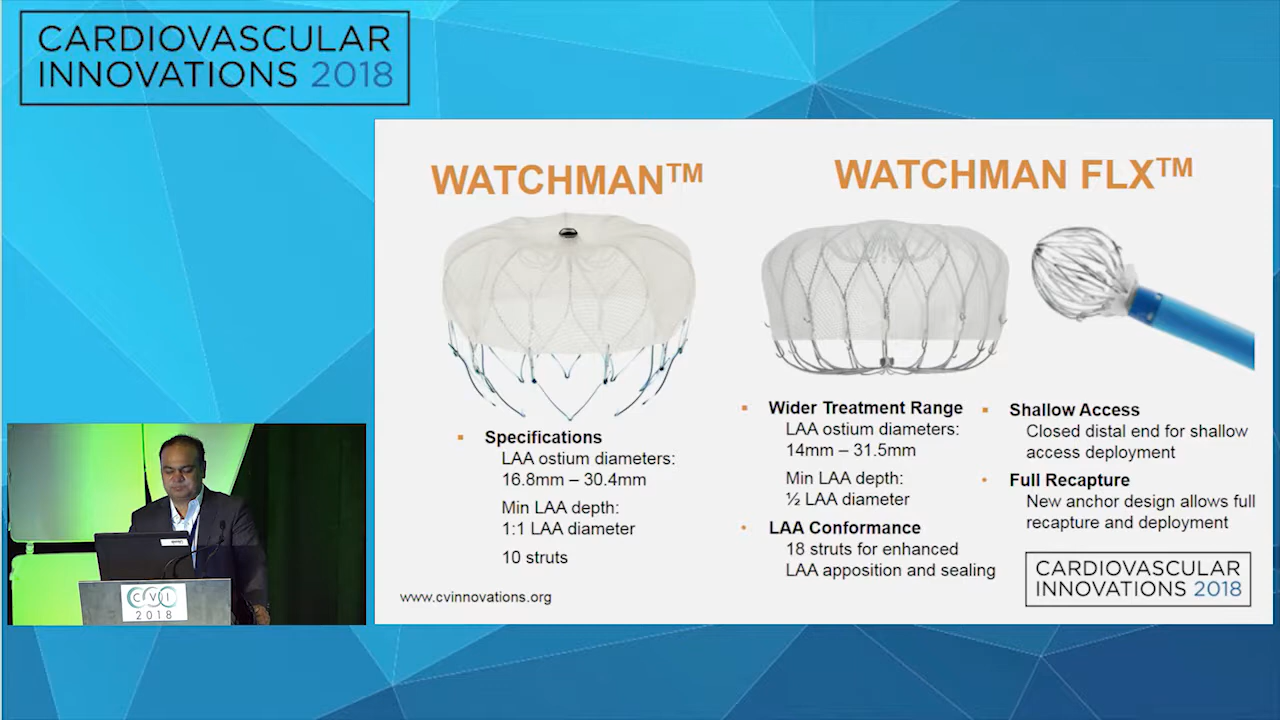 CARDIOVASCULAR
INNOVATIONS 2018
WATCHMAN™
WATCHMAN FLX™
▪ Specifications
LAA ostium diameters:
16.8mm – 30.4mm
Min LAA depth:
1:1 LAA diameter
10 struts
▪ Wider Treatment Range
LAA ostium diameters:
14mm – 31.5mm
Min LAA depth:
½ LAA diameter
• LAA Conformance
18 struts for enhanced
LAA apposition and sealing
▪ Shallow Access
Closed distal end for shallow
access deployment
• Full Recapture
New anchor design allows full
recapture and deployment
www.cvinnovations.org
CARDIOVASCULAR
INNOVATIONS 2018
CVI
2018